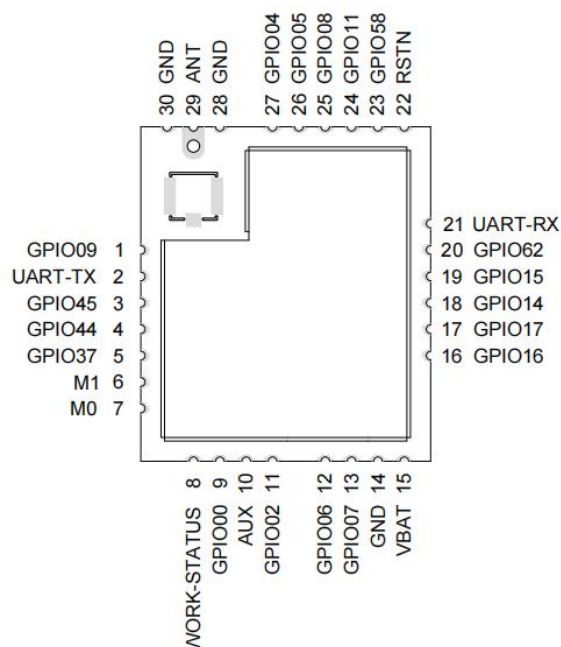 30 GND
29 ANT
28 GND
27 GPIO04
26 GPIO05
25 GPIO08
24 GPIO11
23 GPIO58
22 RSTN
GPIO09 1
UART-TX 2
GPIO45 3
GPIO44 4
GPIO37 5
M1 6
M0 7
21 UART-RX
20 GPIO62
19 GPIO15
18 GPIO14
17 GPIO17
16 GPIO16
WORK-STATUS 8
GPIO00 9
AUX 10
GPIO02 11
GPIO06 12
GPIO07 13
GND 14
VBAT 15